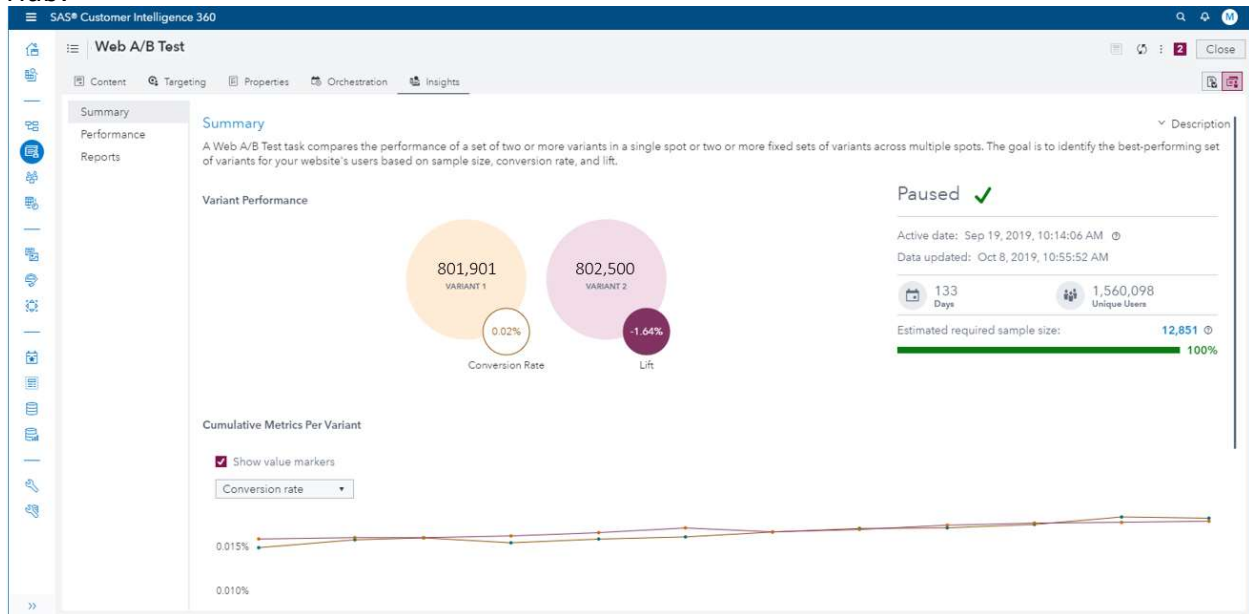 SAS® Customer Intelligence 360
M
Web A/B Test
2
Close
Content Targeting Properties Orchestration Insights
Summary
Performance
Reports
Summary
Description
A Web A/B Test task compares the performance of a set of two or more variants in a single spot or two or more fixed sets of variants across multiple spots. The goal is to identify the best-performing set
of variants for your website's users based on sample size, conversion rate, and lift.
Variant Performance
801,901
VARIANT 1
0.02%
Conversion Rate
802,500
VARIANT 2
-1.64%
Lift
Paused
Active date: Sep 19, 2019, 10:14:06 AM
Data updated: Oct 8, 2019, 10:55:52 AM
133
Days
1,560,098
Unique Users
Estimated required sample size: 12,851
100%
Cumulative Metrics Per Variant
Show value markers
Conversion rate
0.015%
0.010%